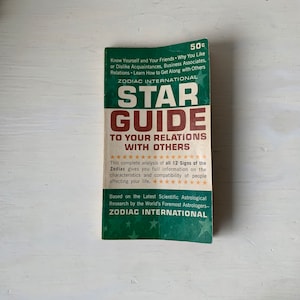 50¢
Know Yourself and Your Friends • Why You Like
or Dislike Acquaintances, Business Associates,
Relations • Learn How to Get Along with Others
ZODIAC INTERNATIONAL
STAR
GUIDE
TO YOUR RELATIONS
WITH OTHERS
This complete analysis of all 12 Signs of the
Zodiac gives you full information on the
characteristics and compatibility of people
affecting your life.
Based on the Latest Scientific Astrological
Research by the World's Foremost Astrologers—
ZODIAC INTERNATIONAL